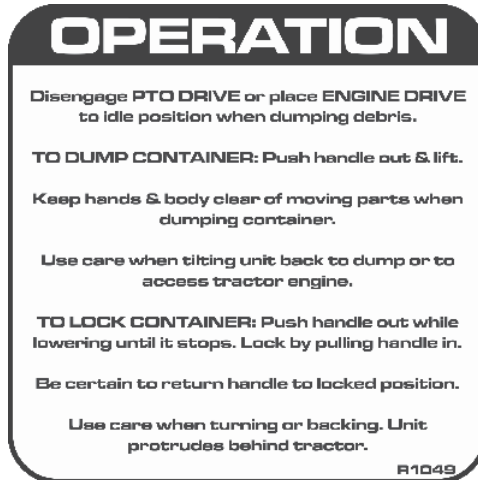 OPERATION
Disengage PTO DRIVE or place ENGINE DRIVE
to idle position when dumping debris.
TO DUMP CONTAINER: Push handle out & lift.
Keep hands & body clear of moving parts when
dumping container.
Use care when tilting unit back to dump or to
access tractor engine.
TO LOCK CONTAINER: Push handle out while
lowering until it stops. Lock by pulling handle in.
Be certain to return handle to locked position.
Use care when turning or backing. Unit
protrudes behind tractor.
R1049